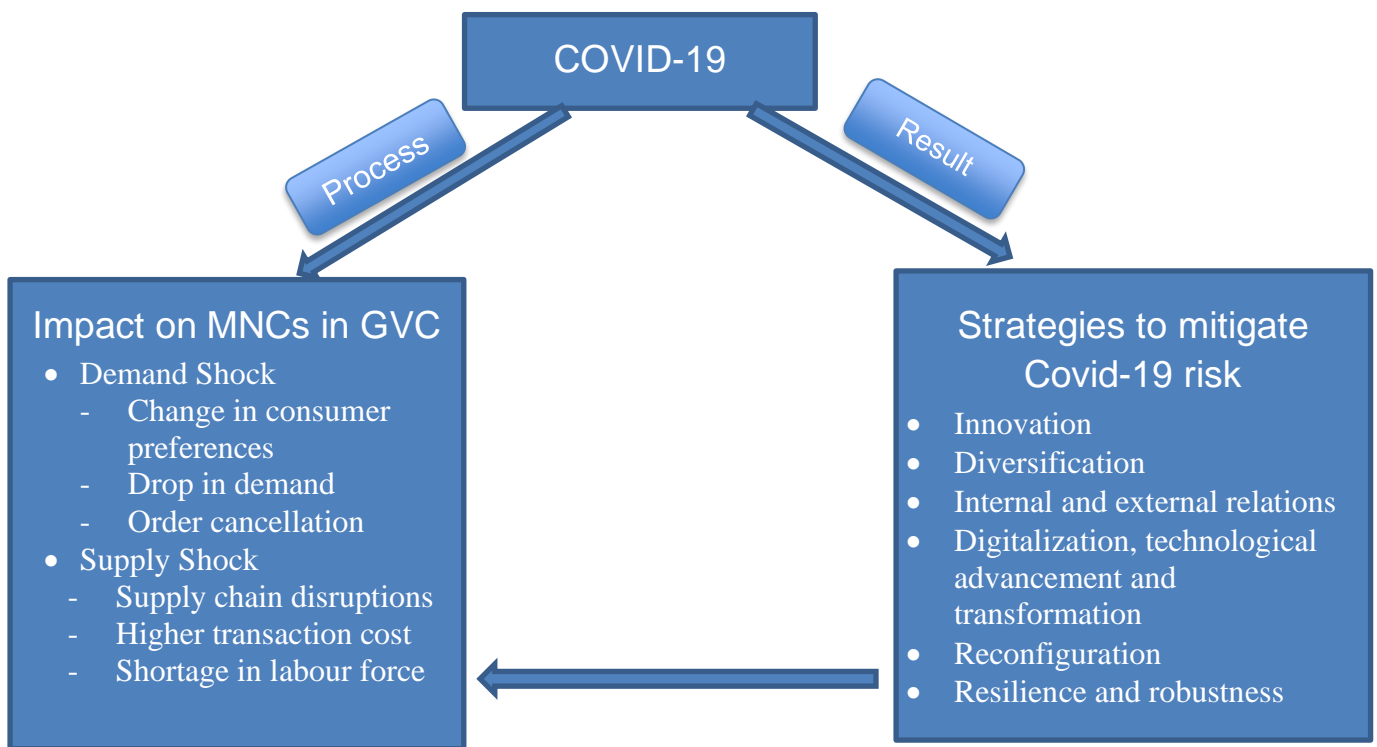 COVID-19
Process
Result
Impact on MNCs in GVC
• Demand Shock
- Change in consumer
preferences
- Drop in demand
- Order cancellation
• Supply Shock
- Supply chain disruptions
- Higher transaction cost
- Shortage in labour force
Strategies to mitigate
Covid-19 risk
• Innovation
• Diversification
• Internal and external relations
• Digitalization, technological
advancement and
transformation
• Reconfiguration
• Resilience and robustness